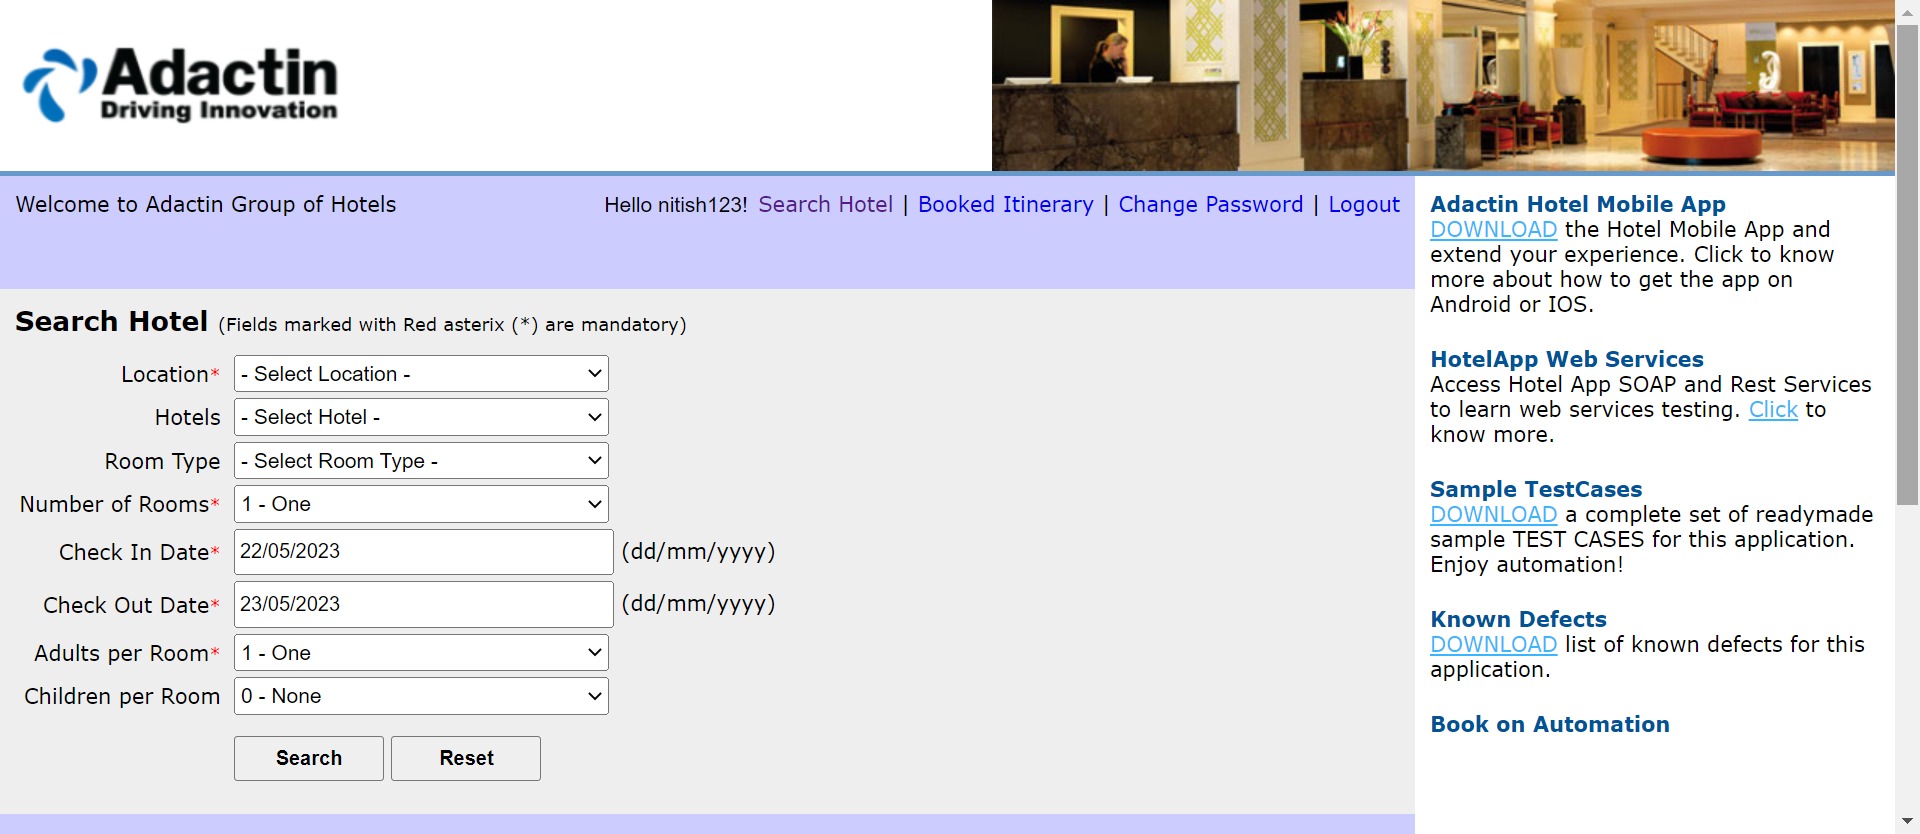 Adactin
Driving Innovation
Welcome to Adactin Group of Hotels
Hello nitish123! Search Hotel | Booked Itinerary | Change Password | Logout
Search Hotel (Fields marked with Red asterix (*) are mandatory)
Location* - Select Location -
Hotels - Select Hotel -
Room Type - Select Room Type -
Number of Rooms* 1 - One
Check In Date* 22/05/2023 (dd/mm/yyyy)
Check Out Date* 23/05/2023 (dd/mm/yyyy)
Adults per Room* 1 - One
Children per Room 0 - None
Search Reset
Adactin Hotel Mobile App
DOWNLOAD the Hotel Mobile App and
extend your experience. Click to know
more about how to get the app on
Android or IOS.
HotelApp Web Services
Access Hotel App SOAP and Rest Services
to learn web services testing. Click to
know more.
Sample TestCases
DOWNLOAD a complete set of readymade
sample TEST CASES for this application.
Enjoy automation!
Known Defects
DOWNLOAD list of known defects for this
application.
Book on Automation